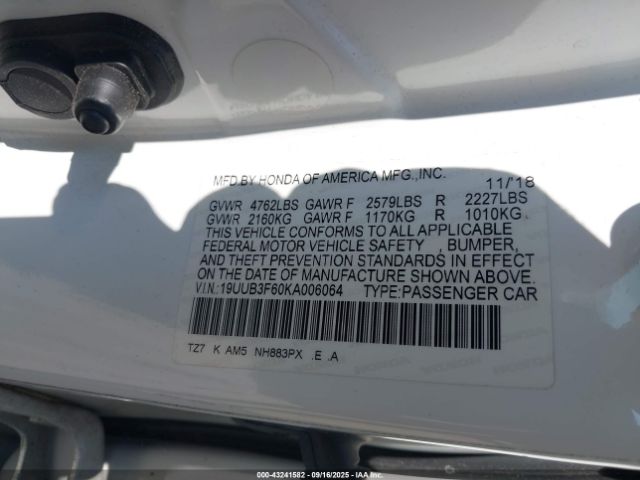 MFD.BY HONDA OF AMERICA MFG.,INC. 11/'18
GVWR 4762LBS GAWR F 2579LBS R 2227LBS
GVWR 2160KG GAWR F 1170KG R 1010KG
THIS VEHICLE CONFORMS TO ALL APPLICABLE
FEDERAL MOTOR VEHICLE SAFETY , BUMPER,
AND THEFT PREVENTION STANDARDS IN EFFECT
ON THE DATE OF MANUFACTURE SHOWN ABOVE.
V.I.N.:19UUB3F60KA006064 TYPE:PASSENGER CAR
TZ7 K AM5 NH883PX .E .A
000-43241582 - 09/16/2025 - IAA Inc.